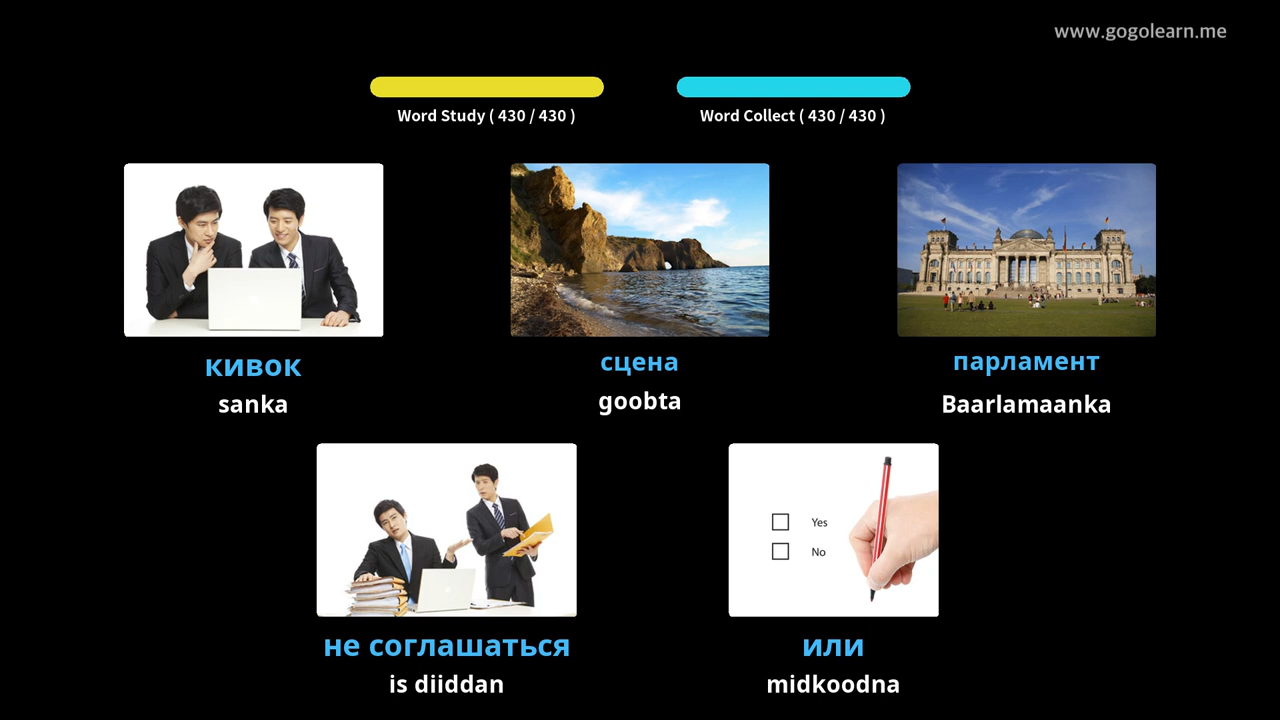 www.gogolearn.me
Word Study ( 430 / 430 )
Word Collect ( 430 / 430 )
кивок
sanka
сцена
goobta
парламент
Baarlamaanka
Yes
No
не соглашаться
is diiddan
или
midkoodna